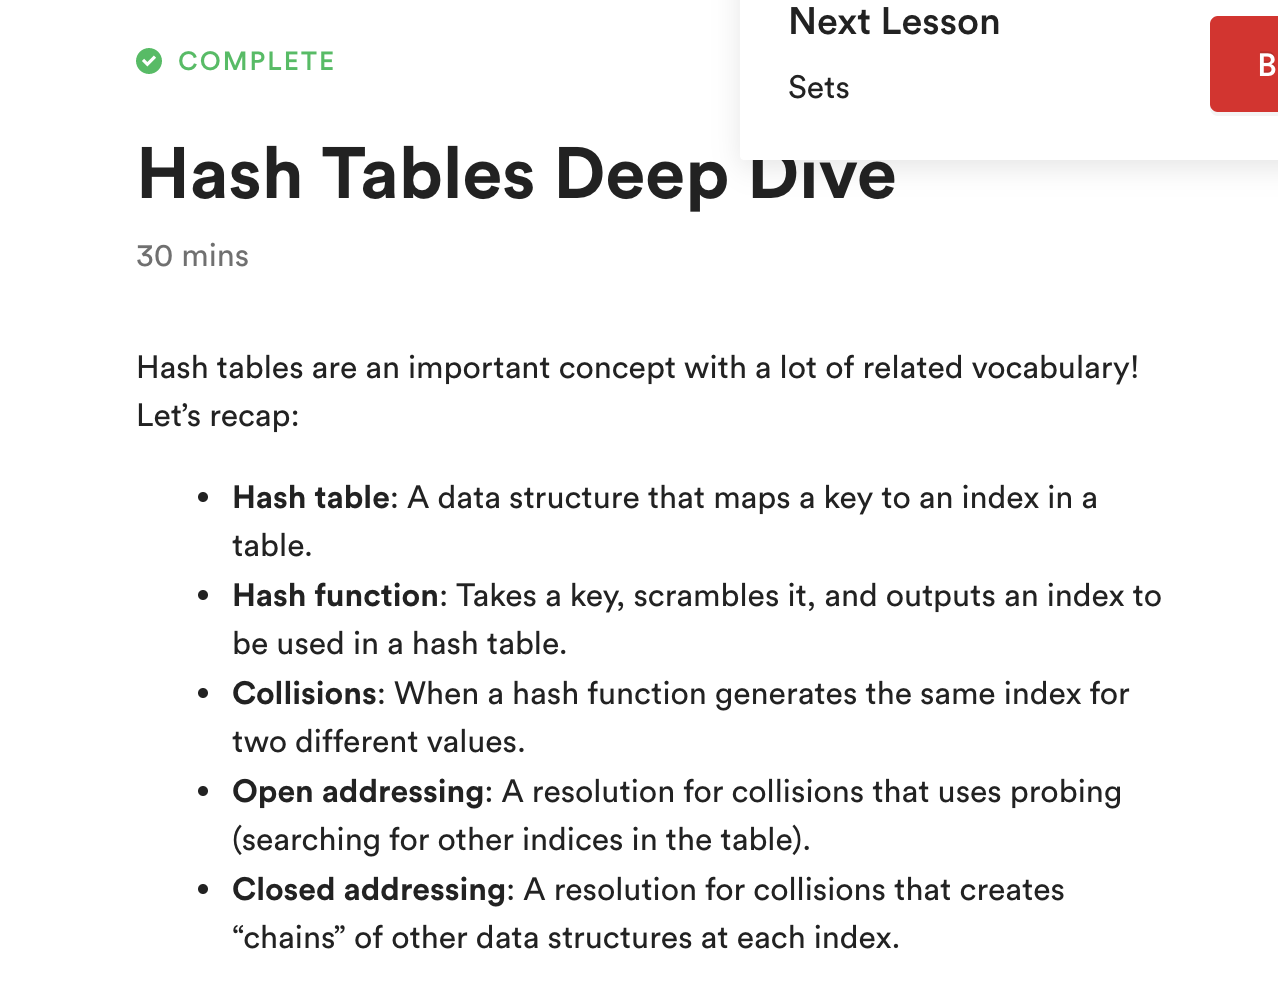 Next Lesson
Sets
B
COMPLETE
Hash Tables Deep Dive
30 mins
Hash tables are an important concept with a lot of related vocabulary!
Let’s recap:
• Hash table: A data structure that maps a key to an index in a
table.
• Hash function: Takes a key, scrambles it, and outputs an index to
be used in a hash table.
• Collisions: When a hash function generates the same index for
two different values.
• Open addressing: A resolution for collisions that uses probing
(searching for other indices in the table).
• Closed addressing: A resolution for collisions that creates
“chains” of other data structures at each index.